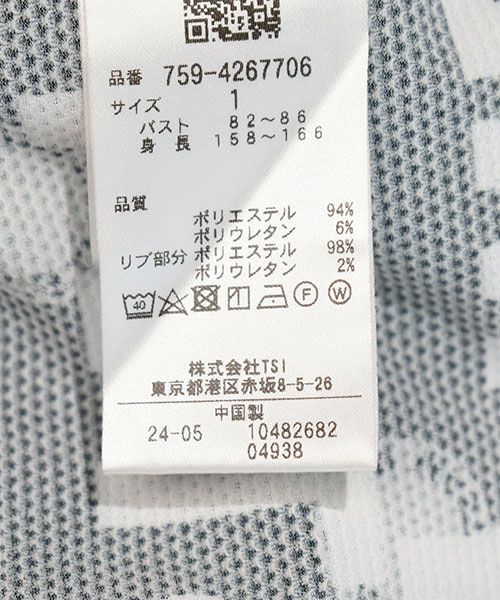 品番 759-4267706
サイズ 1
バスト 82~86
身長 158~166
品質
ポリエステル 94%
ポリウレタン 6%
リブ部分 ポリエステル 98%
ポリウレタン 2%
40 F W
株式会社TSI
東京都港区赤坂8-5-26
中国製
24-05 10482682
04938